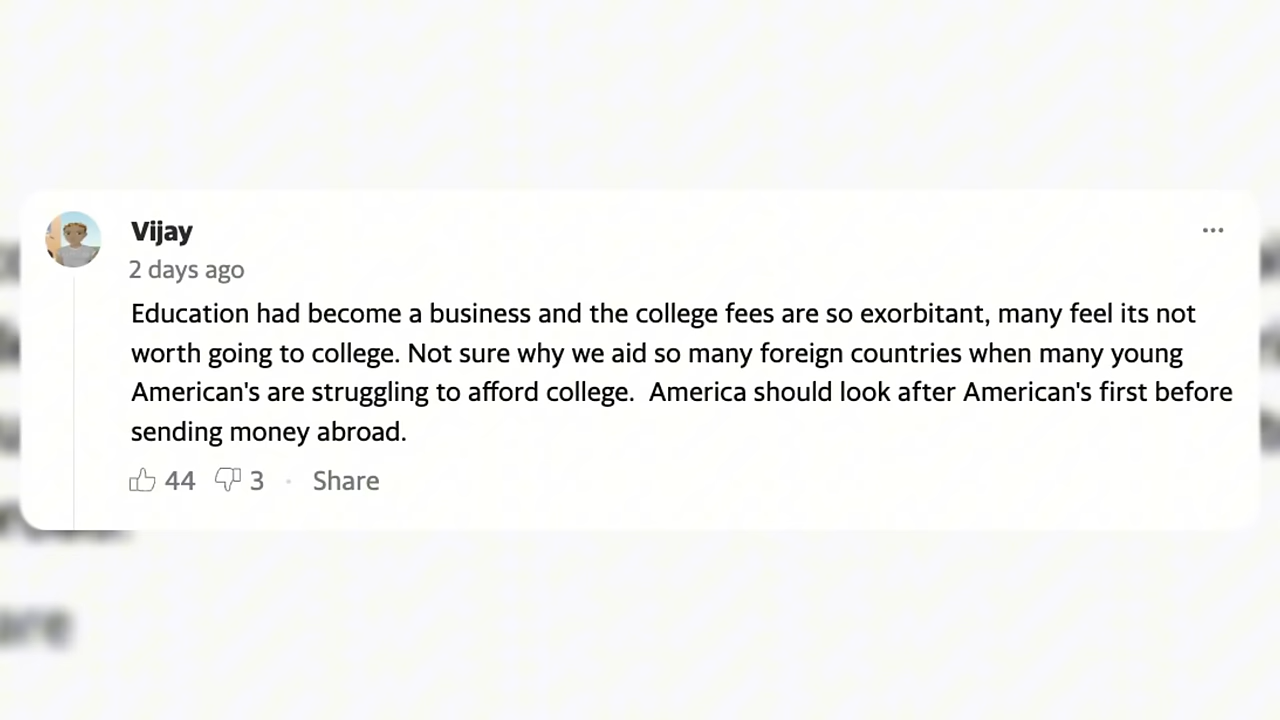 Vijay
2 days ago
Education had become a business and the college fees are so exorbitant, many feel its not
worth going to college. Not sure why we aid so many foreign countries when many young
American's are struggling to afford college.  America should look after American's first before
sending money abroad.
44 3 · Share